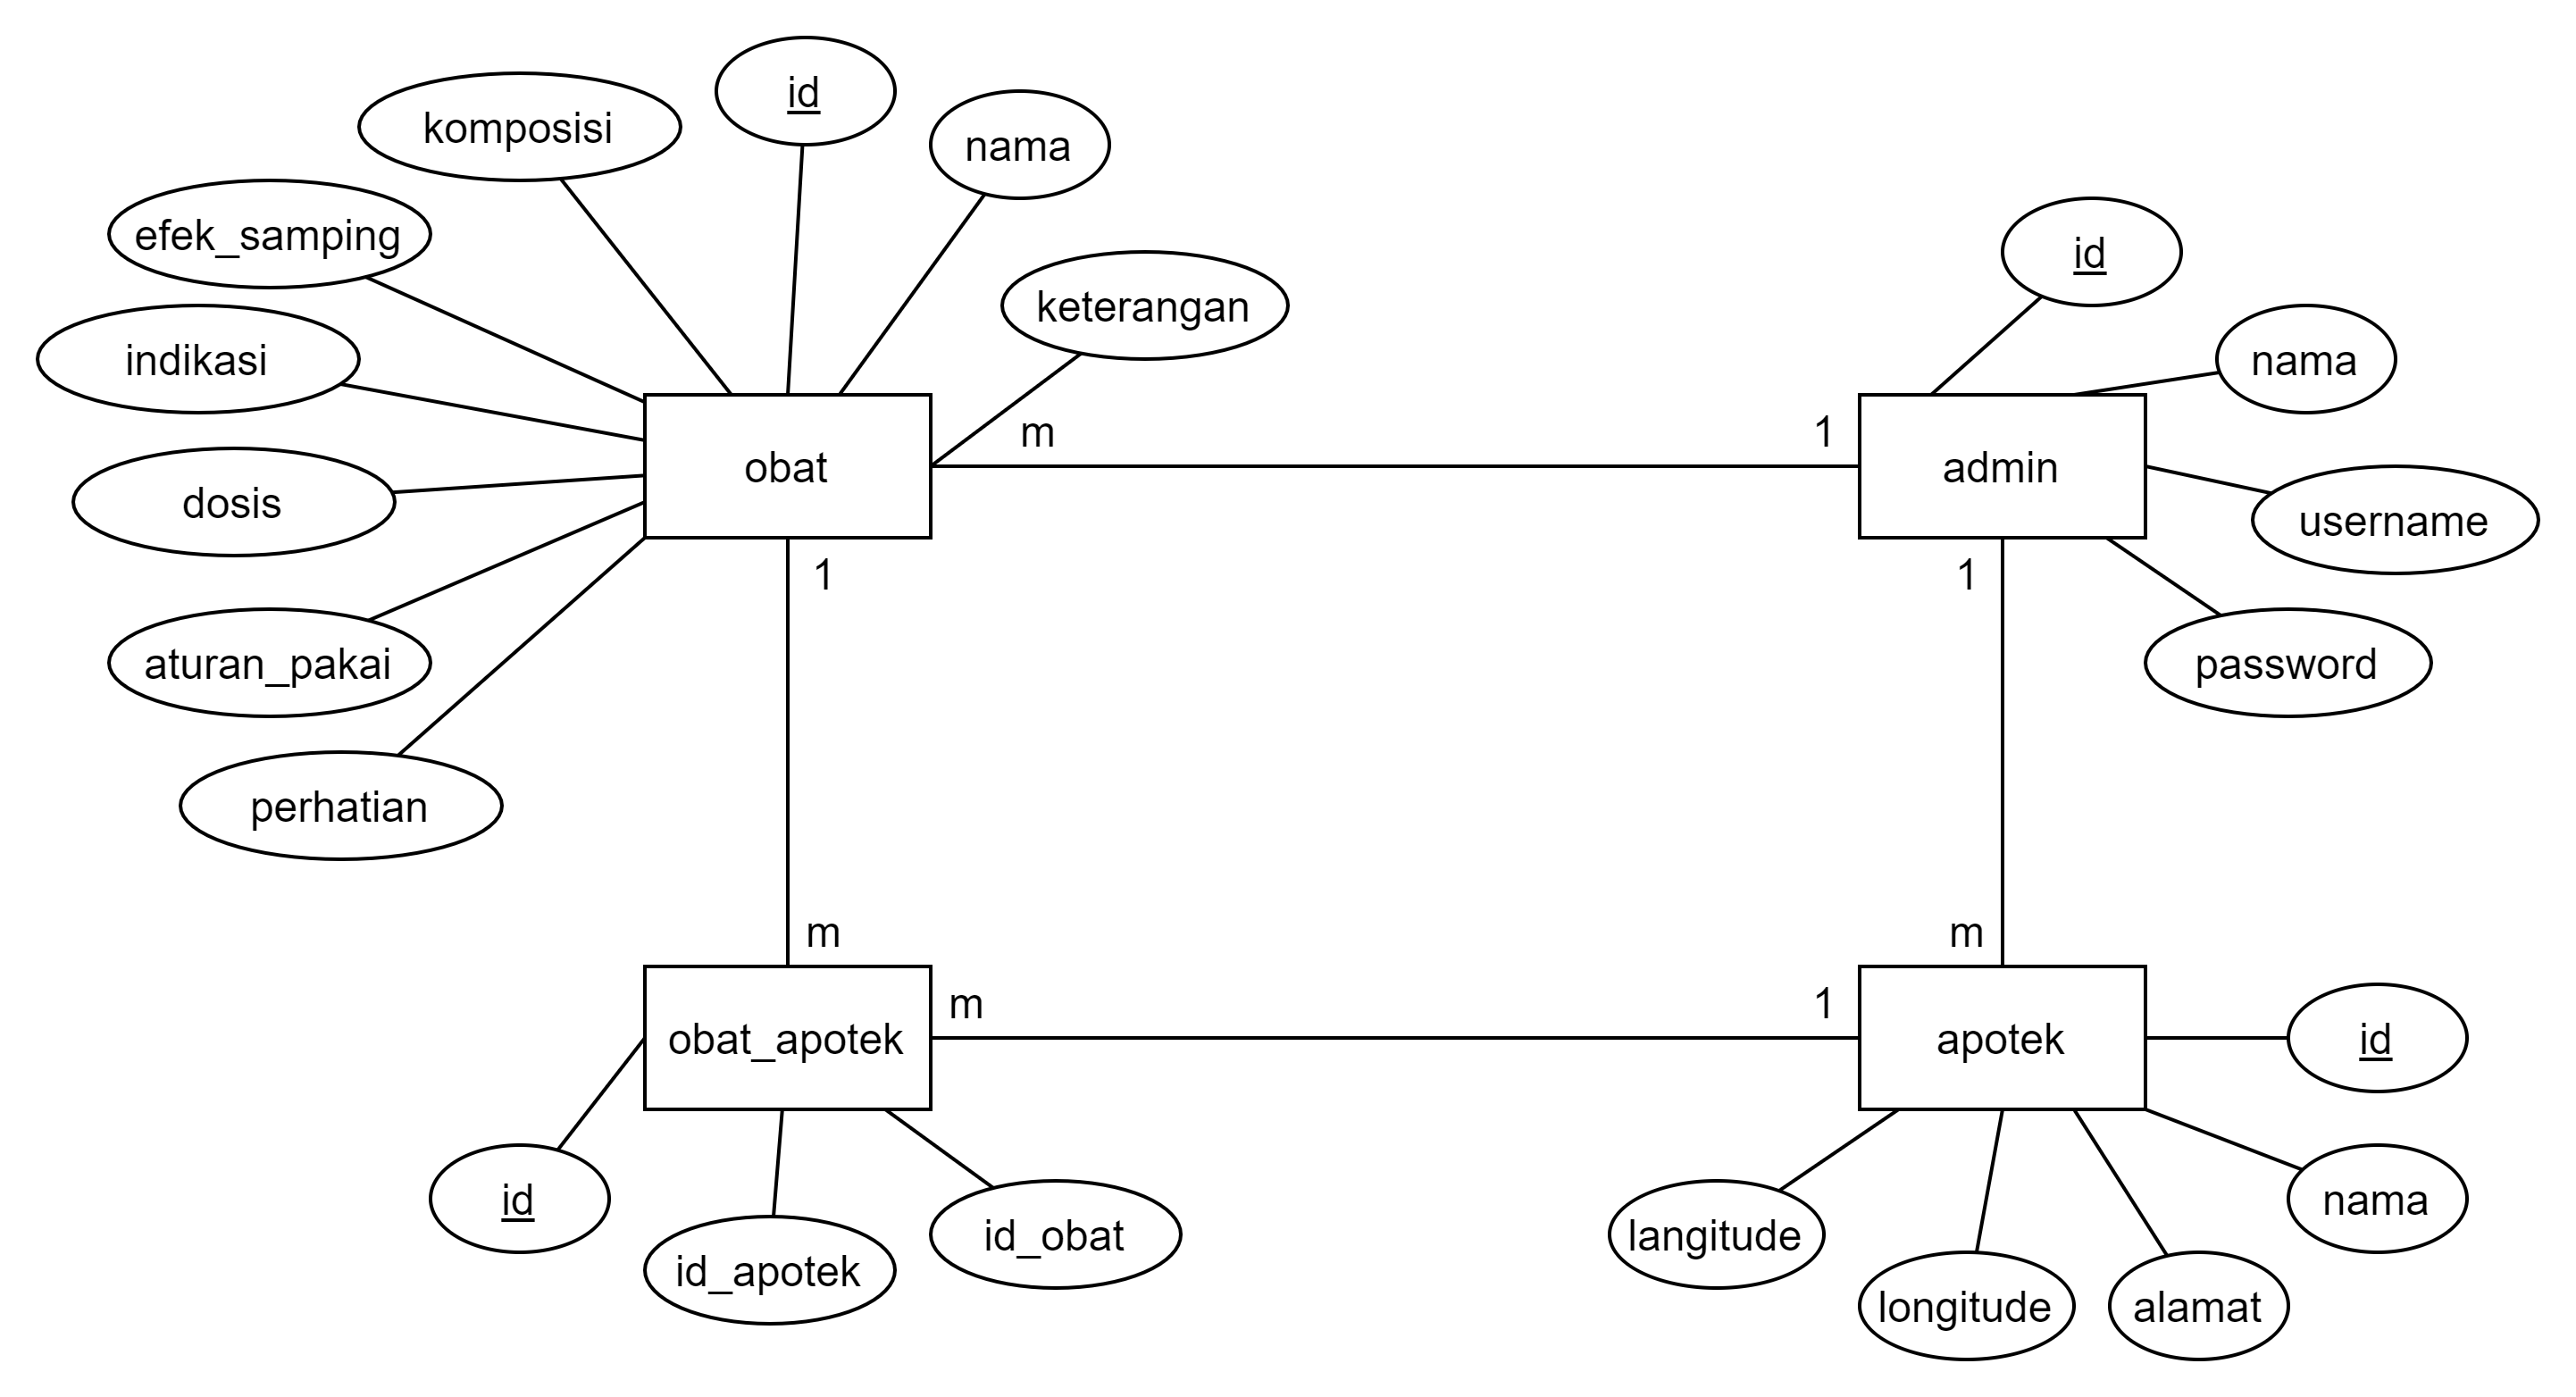 id
komposisi
nama
efek_samping
id
keterangan
indikasi
nama
m
1
obat
admin
dosis
username
1
1
aturan_pakai
password
perhatian
m
m
m
1
obat_apotek
apotek
id
id
nama
id_obat
langitude
id_apotek
longitude
alamat